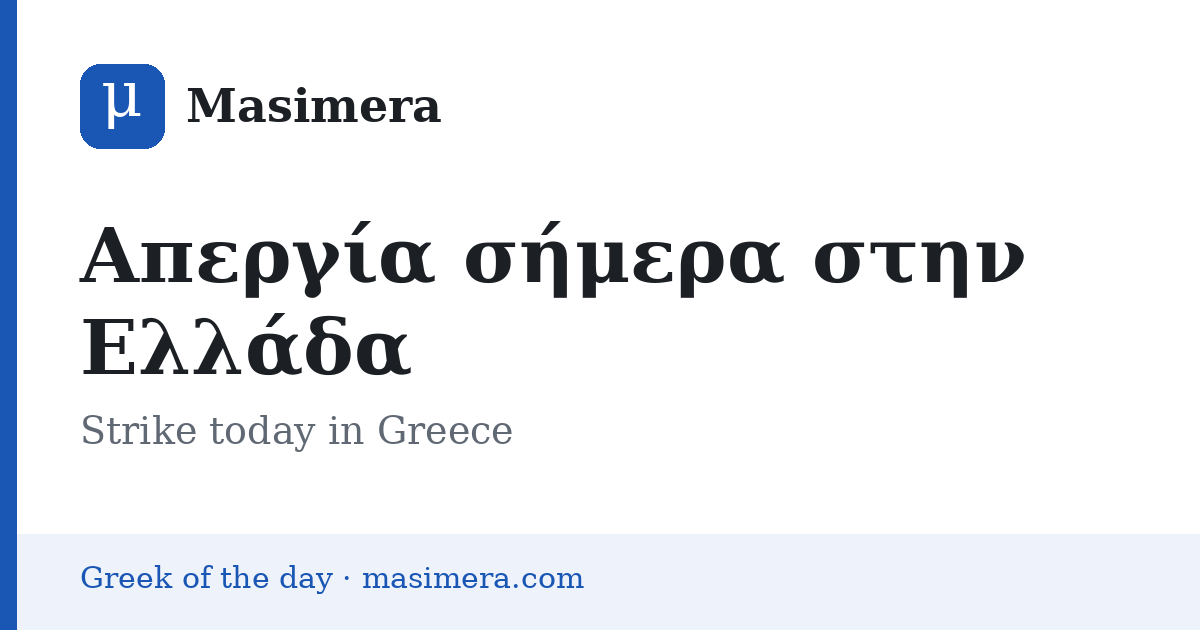 μ Masimera
Απεργία σήμερα στην
Ελλάδα
Strike today in Greece
Greek of the day · masimera.com